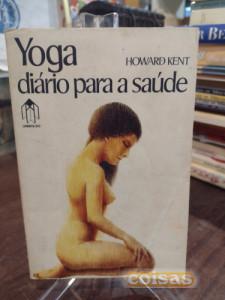 Yoga
HOWARD KENT
diário para a saúde
coisas